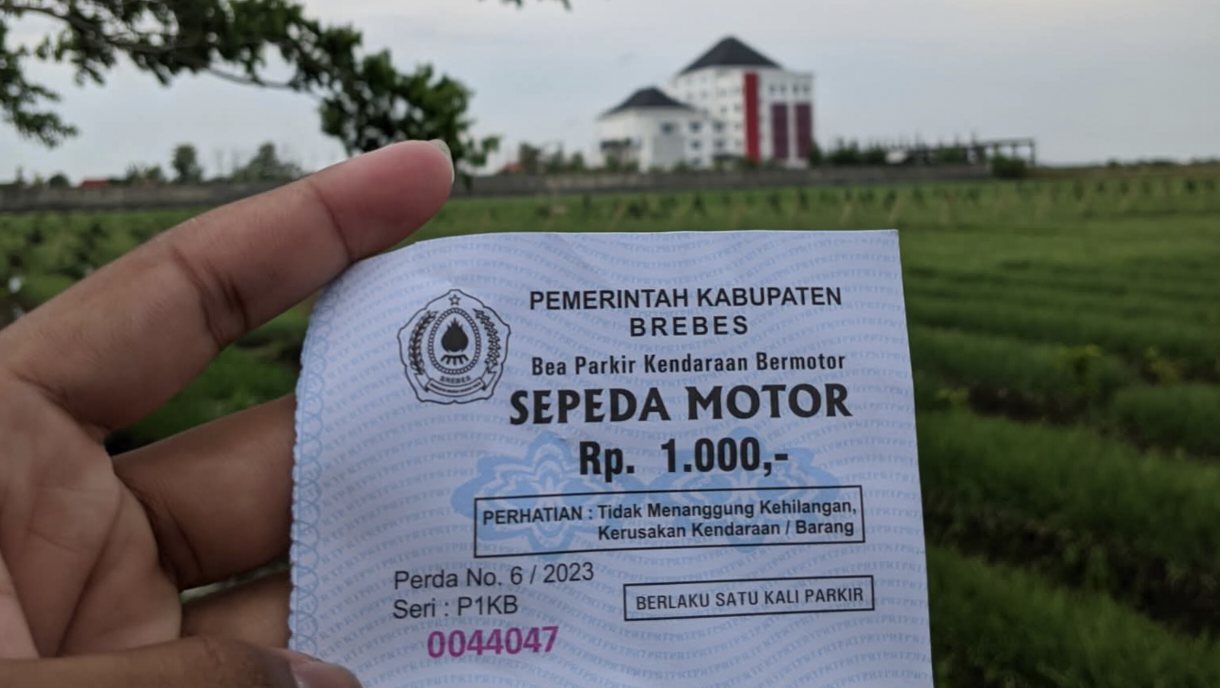 PEMERINTAH KABUPATEN
BREBES
Bea Parkir Kendaraan Bermotor
SEPEDA MOTOR
Rp. 1.000,-
PERHATIAN : Tidak Menanggung Kehilangan,
Kerusakan Kendaraan / Barang
Perda No. 6 / 2023
Seri : P1KB
BERLAKU SATU KALI PARKIR
0044047
BREBES